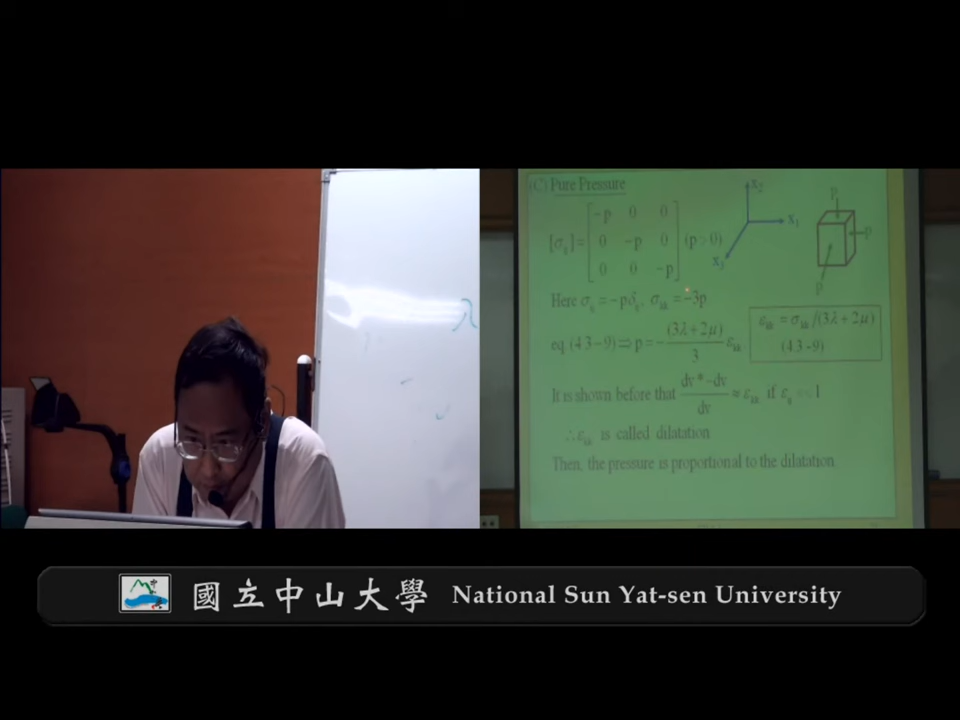 (C) Pure Pressure
[σij] = [-p 0 0
0 -p 0
0 0 -p] (p>0)
x2
x1
x3
p
p
p
Here σij = -pδij, σkk = -3p
eq.(4.3-9) ⇒ p = -(3λ+2μ)/3 εkk
εkk = σkk /(3λ+2μ)
(4.3-9)
It is shown before that (dv*-dv)/dv ≈ εkk if εij <<1
∴ εkk is called dilatation
Then, the pressure is proportional to the dilatation
λ
國立中山大學 National Sun Yat-sen University